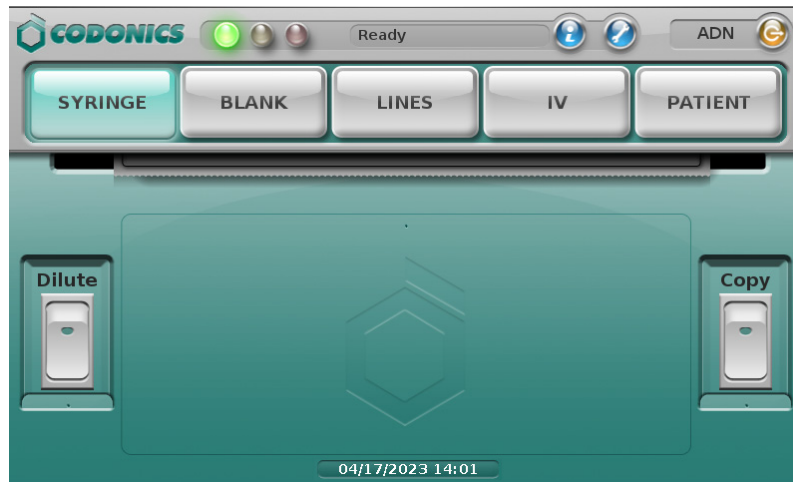 CODONICS Ready ADN
SYRINGE BLANK LINES IV PATIENT
Dilute Copy
04/17/2023 14:01